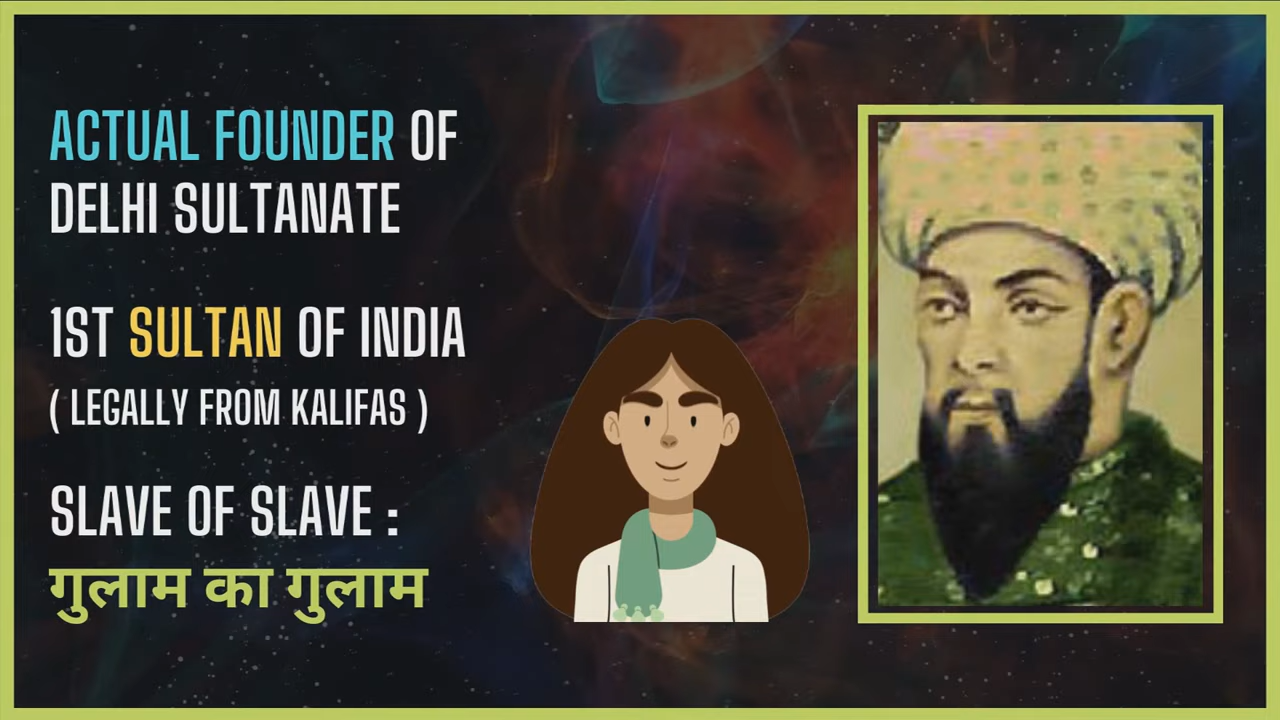 ACTUAL FOUNDER OF
DELHI SULTANATE
1ST SULTAN OF INDIA
( LEGALLY FROM KALIFAS )
SLAVE OF SLAVE :
गुलाम का गुलाम